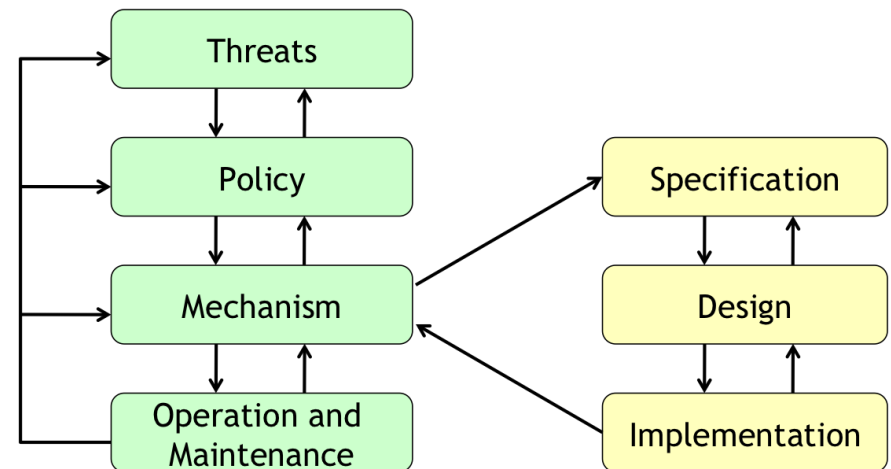 Threats
Policy
Mechanism
Operation and
Maintenance
Specification
Design
Implementation